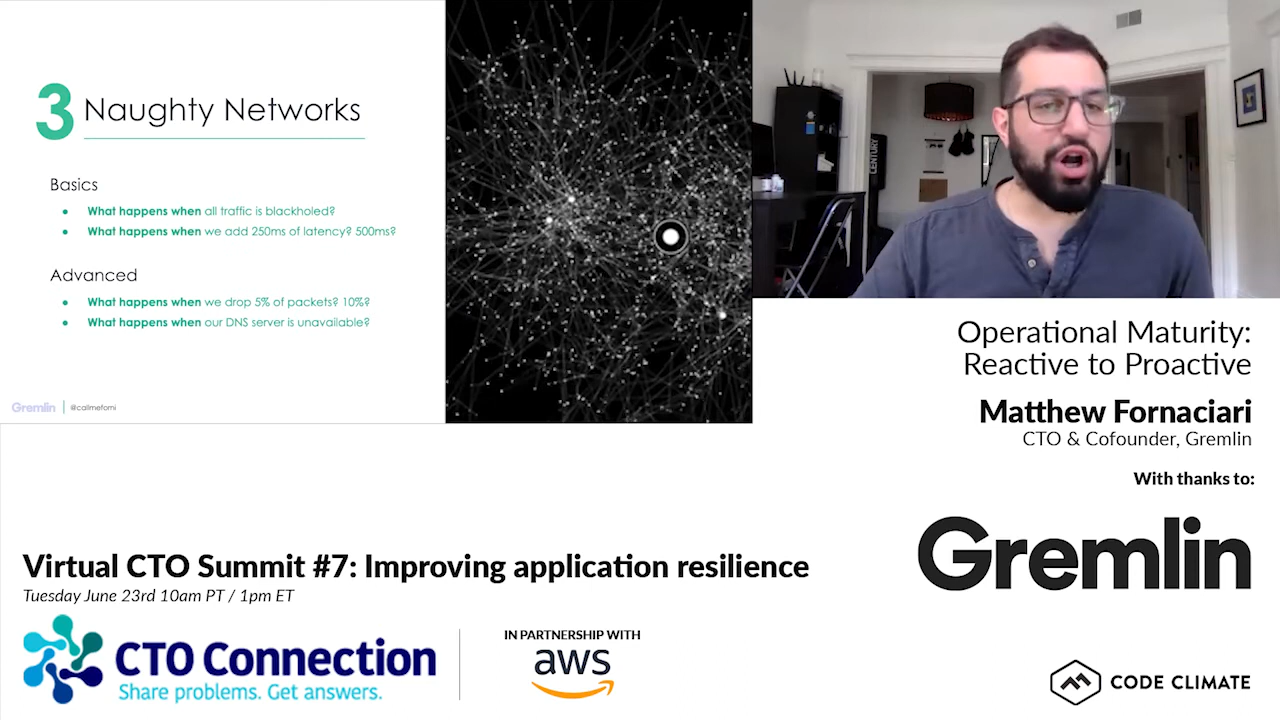 3 Naughty Networks
Basics
● What happens when all traffic is blackholed?
● What happens when we add 250ms of latency? 500ms?
Advanced
● What happens when we drop 5% of packets? 10%?
● What happens when our DNS server is unavailable?
Gremlin | @callmeforni
CENTURY
Operational Maturity:
Reactive to Proactive
Matthew Fornaciari
CTO & Cofounder, Gremlin
With thanks to:
Gremlin
Virtual CTO Summit #7: Improving application resilience
Tuesday June 23rd 10am PT / 1pm ET
CTO Connection
Share problems. Get answers.
IN PARTNERSHIP WITH
aws
CODE CLIMATE